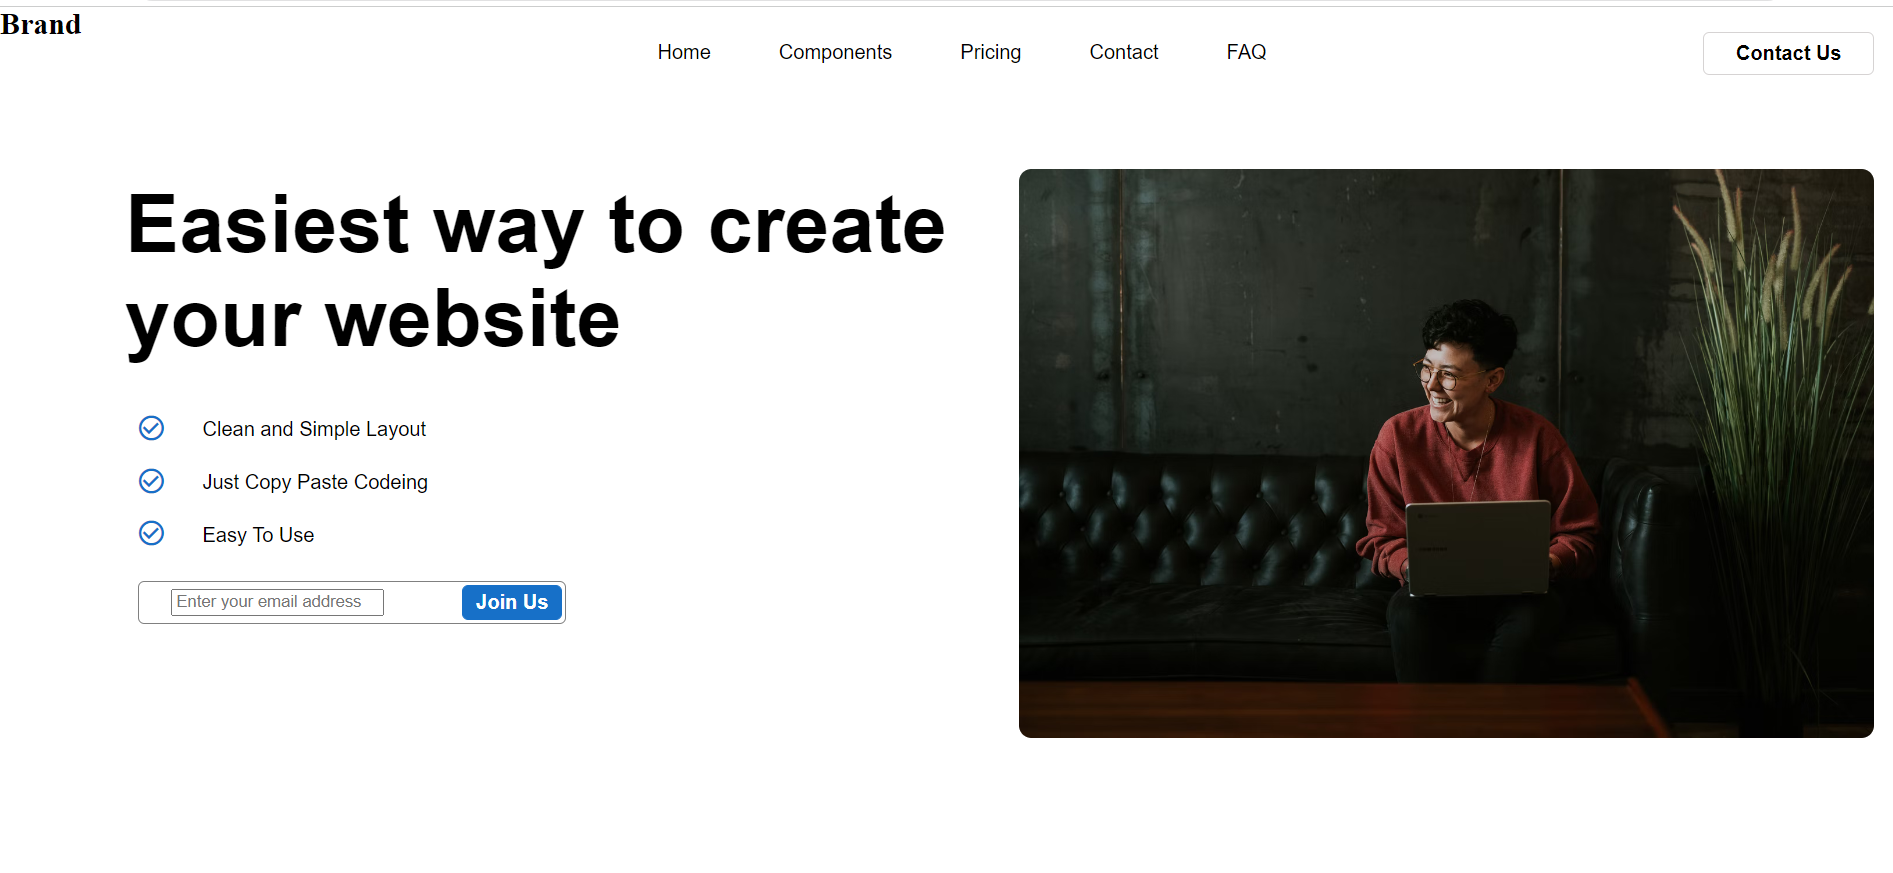 Brand
Home Components Pricing Contact FAQ
Contact Us
Easiest way to create
your website
Clean and Simple Layout
Just Copy Paste Codeing
Easy To Use
Enter your email address
Join Us